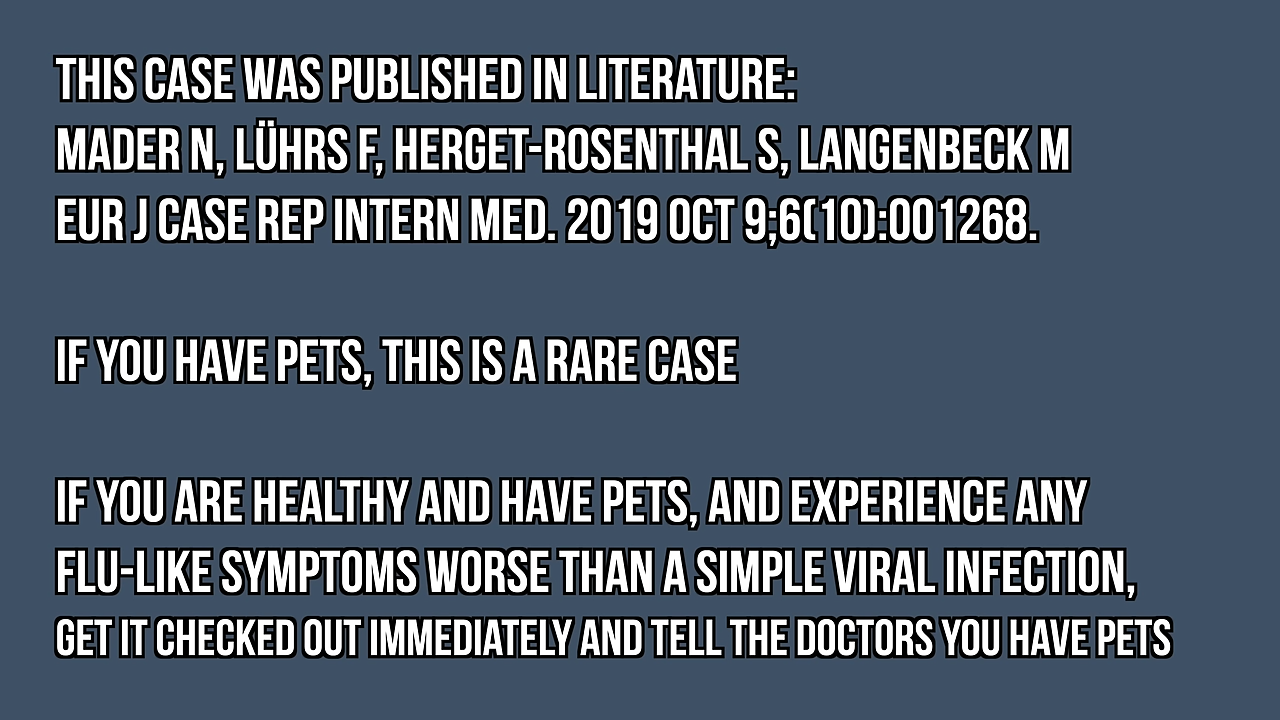 THIS CASE WAS PUBLISHED IN LITERATURE:
MADER N, LÜHRS F, HERGET-ROSENTHAL S, LANGENBECK M
EUR J CASE REP INTERN MED. 2019 OCT 9;6(10):001268.
IF YOU HAVE PETS, THIS IS A RARE CASE
IF YOU ARE HEALTHY AND HAVE PETS, AND EXPERIENCE ANY
FLU-LIKE SYMPTOMS WORSE THAN A SIMPLE VIRAL INFECTION,
GET IT CHECKED OUT IMMEDIATELY AND TELL THE DOCTORS YOU HAVE PETS